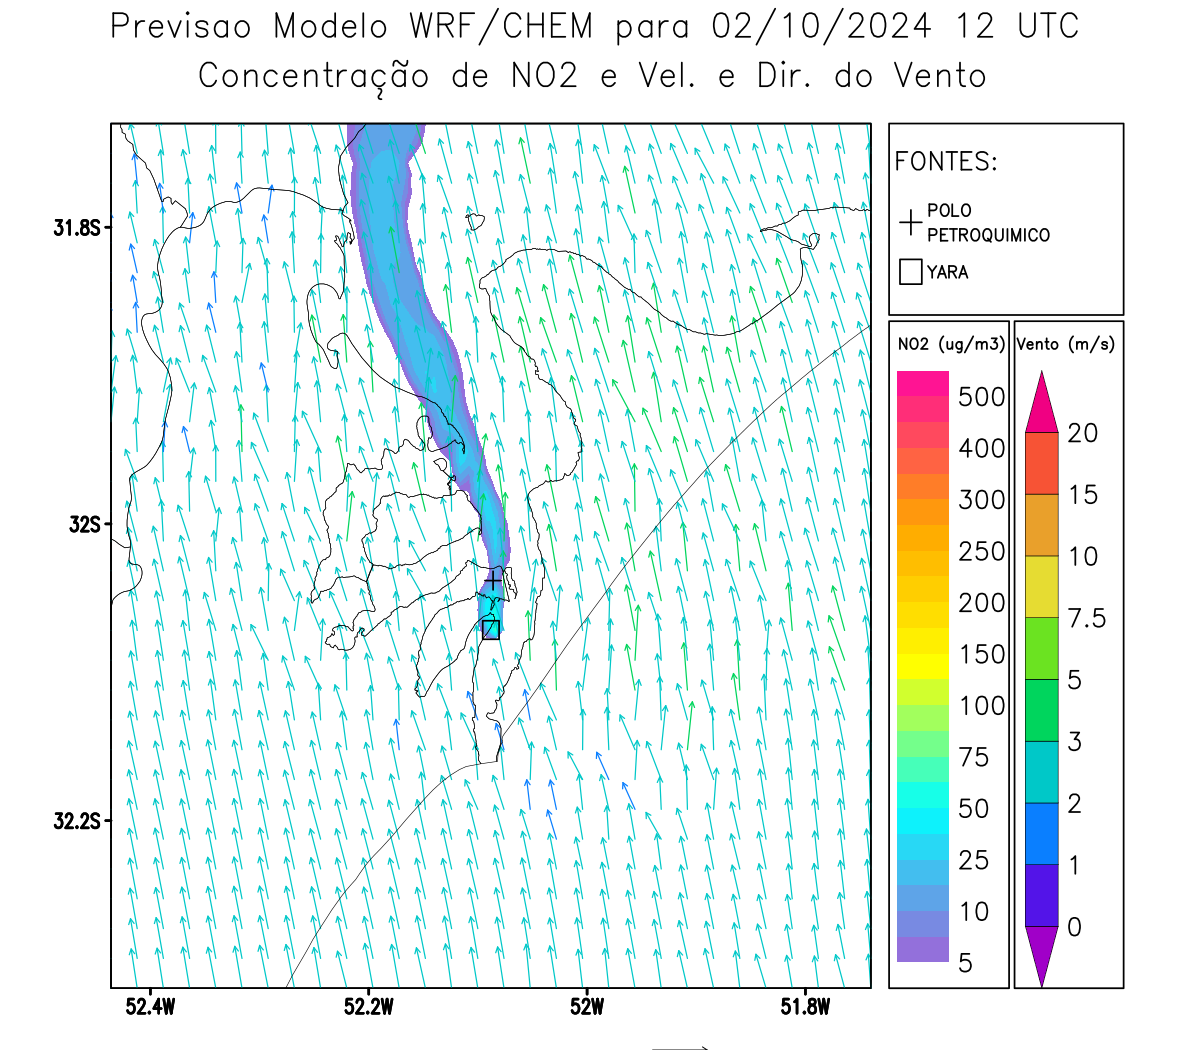 Previsao Modelo WRF/CHEM para 02/10/2024 12 UTC
Concentração de NO2 e Vel. e Dir. do Vento
FONTES:
POLO
PETROQUIMICO
YARA
NO2 (ug/m3)
500
400
300
250
200
150
100
75
50
25
10
5
Vento (m/s)
20
15
10
7.5
5
3
2
1
0
31.8S
32S
32.2S
52.4W
52.2W
52W
51.8W